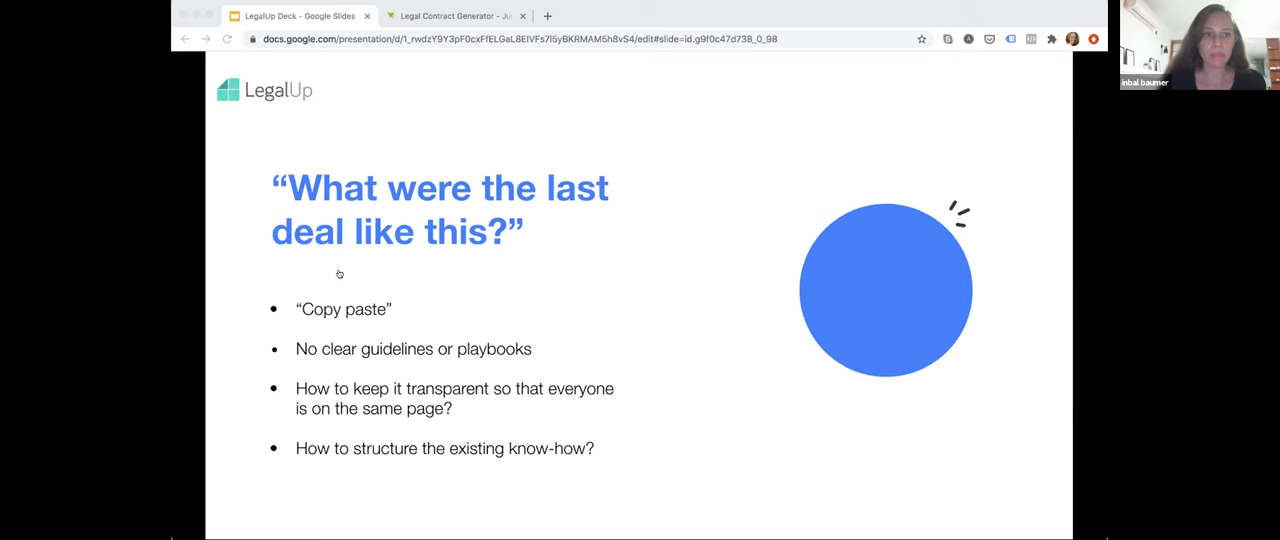 LegalUp Deck - Google Slides
Legal Contract Generator - Ju
docs.google.com/presentation/d/1_rwdzY9Y3pF0cxFfELGaL8EIVFs7I5yBKRMAM5h8vS4/edit#slide=id.g9f0c47d738_0_98
inbal baumer
LegalUp
“What were the last
deal like this?”
• “Copy paste”
• No clear guidelines or playbooks
• How to keep it transparent so that everyone
is on the same page?
• How to structure the existing know-how?